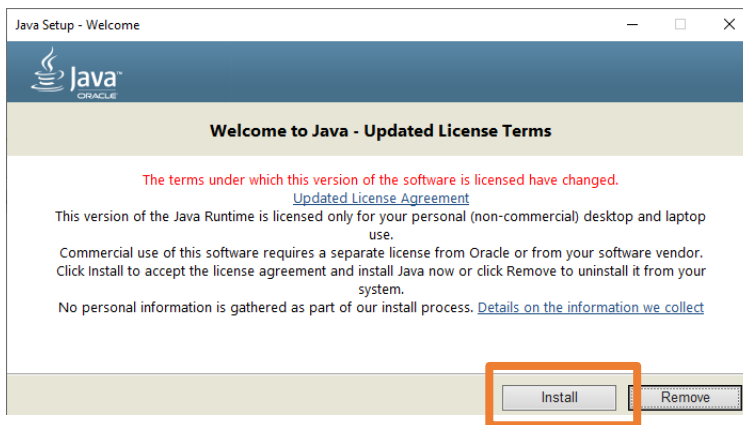 Java Setup - Welcome
Java
ORACLE
Welcome to Java - Updated License Terms
The terms under which this version of the software is licensed have changed.
Updated License Agreement
This version of the Java Runtime is licensed only for your personal (non-commercial) desktop and laptop
use.
Commercial use of this software requires a separate license from Oracle or from your software vendor.
Click Install to accept the license agreement and install Java now or click Remove to uninstall it from your
system.
No personal information is gathered as part of our install process. Details on the information we collect
Install Remove